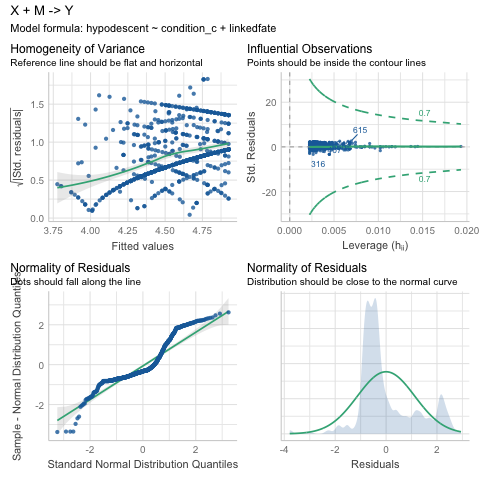 X + M -> Y
Model formula: hypodescent ~ condition_c + linkedfate
Homogeneity of Variance
Reference line should be flat and horizontal
√|Std. residuals|
1.5
1.0
0.5
0.0
3.75 4.00 4.25 4.50 4.75
Fitted values
Influential Observations
Points should be inside the contour lines
Std. Residuals
20
0
-20
0.7
615
316
0.7
0.000 0.005 0.010 0.015 0.020
Leverage (hᵢᵢ)
Normality of Residuals
Dots should fall along the line
Sample - Normal Distribution Quantiles
2
0
-2
-2 0 2
Standard Normal Distribution Quantiles
Normality of Residuals
Distribution should be close to the normal curve
-4 -2 0 2
Residuals